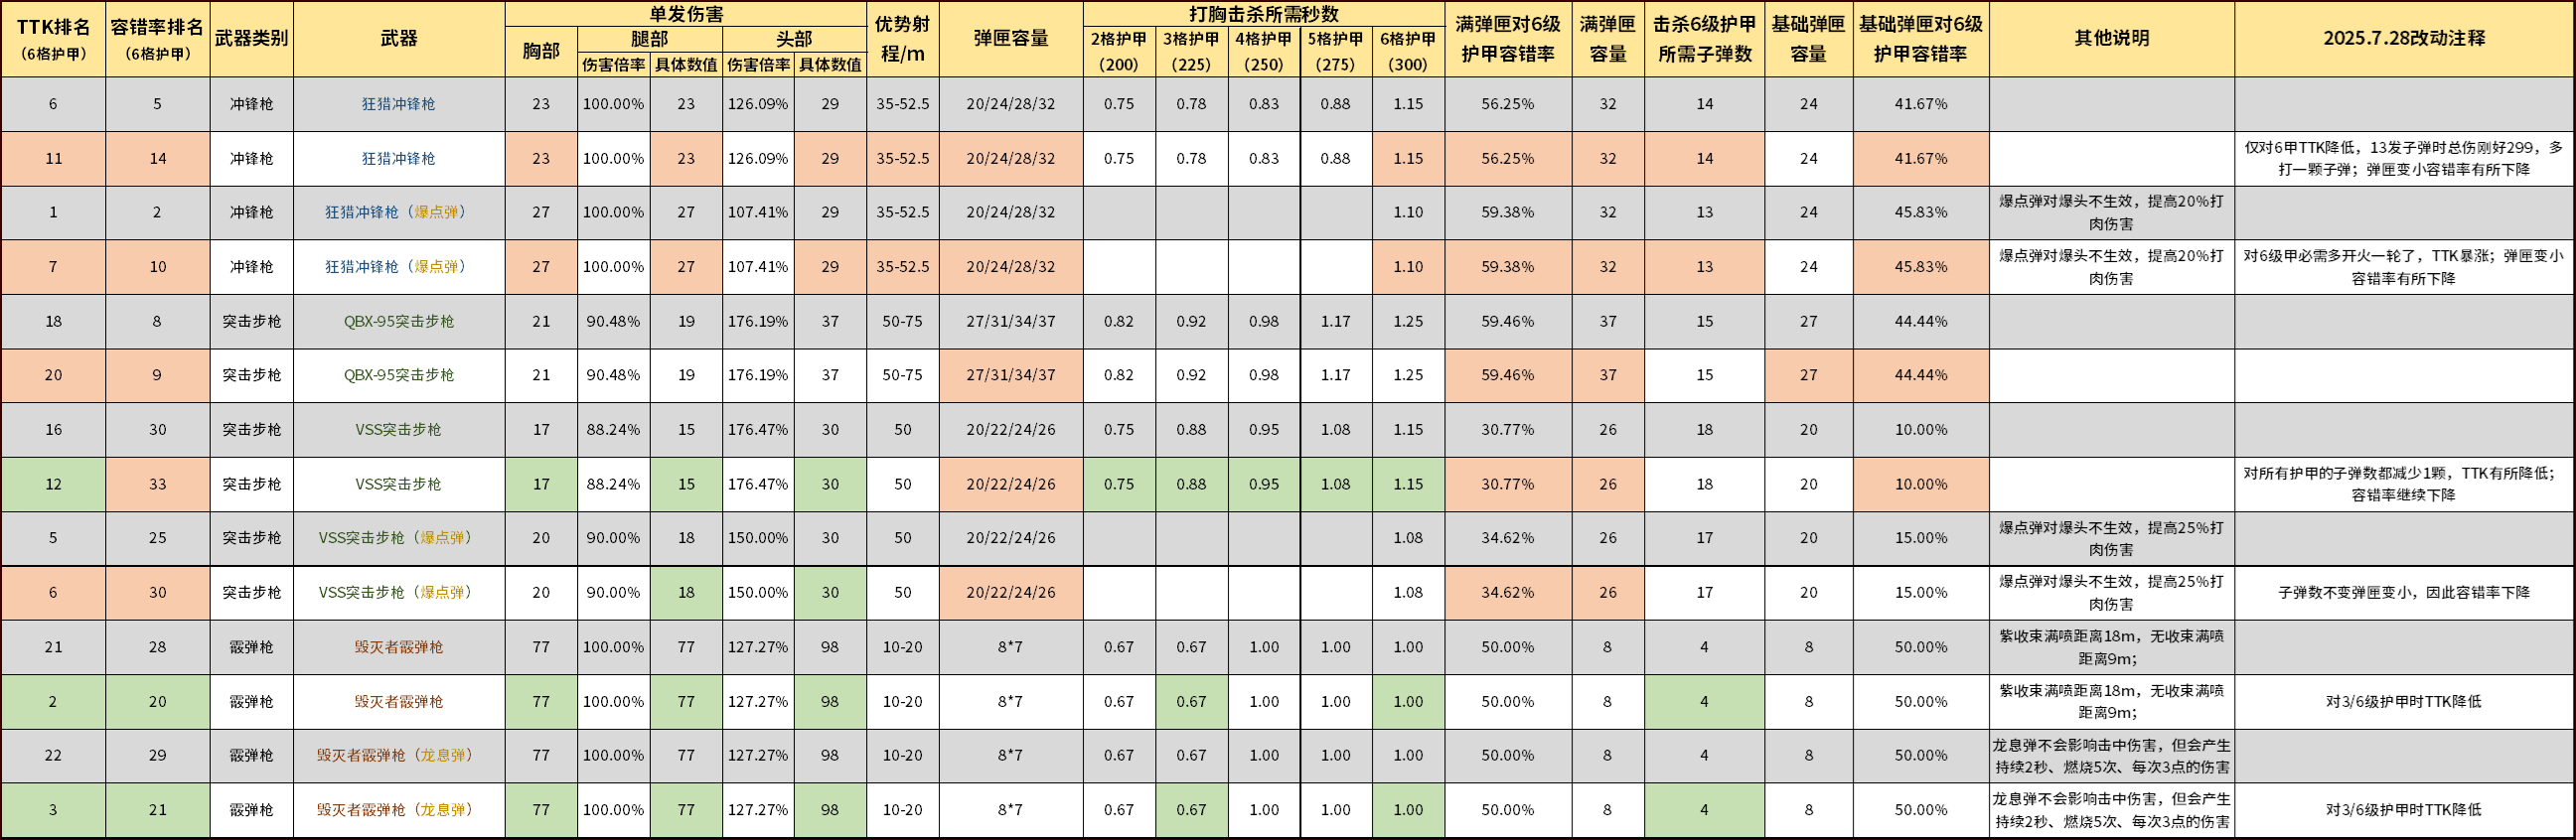 TTK排名
（6格护甲）
容错率排名
（6格护甲）
武器类别
武器
单发伤害
胸部
腿部
头部
伤害倍率
具体数值
伤害倍率
具体数值
优势射
程/m
弹匣容量
打胸击杀所需秒数
2格护甲
（200）
3格护甲
（225）
4格护甲
（250）
5格护甲
（275）
6格护甲
（300）
满弹匣对6级
护甲容错率
满弹匣
容量
击杀6级护甲
所需子弹数
基础弹匣
容量
基础弹匣对6级
护甲容错率
其他说明
2025.7.28改动注释
6 5 冲锋枪 狂猎冲锋枪 23 100.00% 23 126.09% 29 35-52.5 20/24/28/32 0.75 0.78 0.83 0.88 1.15 56.25% 32 14 24 41.67%
11 14 冲锋枪 狂猎冲锋枪 23 100.00% 23 126.09% 29 35-52.5 20/24/28/32 0.75 0.78 0.83 0.88 1.15 56.25% 32 14 24 41.67%
仅对6甲TTK降低，13发子弹时总伤刚好299，多
打一颗子弹；弹匣变小容错率有所下降
1 2 冲锋枪 狂猎冲锋枪（爆点弹） 27 100.00% 27 107.41% 29 35-52.5 20/24/28/32 1.10 59.38% 32 13 24 45.83%
爆点弹对爆头不生效，提高20%打
肉伤害
7 10 冲锋枪 狂猎冲锋枪（爆点弹） 27 100.00% 27 107.41% 29 35-52.5 20/24/28/32 1.10 59.38% 32 13 24 45.83%
爆点弹对爆头不生效，提高20%打
肉伤害
对6级甲必需多开火一轮了，TTK暴涨；弹匣变小
容错率有所下降
18 8 突击步枪 QBX-95突击步枪 21 90.48% 19 176.19% 37 50-75 27/31/34/37 0.82 0.92 0.98 1.17 1.25 59.46% 37 15 27 44.44%
20 9 突击步枪 QBX-95突击步枪 21 90.48% 19 176.19% 37 50-75 27/31/34/37 0.82 0.92 0.98 1.17 1.25 59.46% 37 15 27 44.44%
16 30 突击步枪 VSS突击步枪 17 88.24% 15 176.47% 30 50 20/22/24/26 0.75 0.88 0.95 1.08 1.15 30.77% 26 18 20 10.00%
12 33 突击步枪 VSS突击步枪 17 88.24% 15 176.47% 30 50 20/22/24/26 0.75 0.88 0.95 1.08 1.15 30.77% 26 18 20 10.00%
对所有护甲的子弹数都减少1颗，TTK有所降低；
容错率继续下降
5 25 突击步枪 VSS突击步枪（爆点弹） 20 90.00% 18 150.00% 30 50 20/22/24/26 1.08 34.62% 26 17 20 15.00%
爆点弹对爆头不生效，提高25%打
肉伤害
6 30 突击步枪 VSS突击步枪（爆点弹） 20 90.00% 18 150.00% 30 50 20/22/24/26 1.08 34.62% 26 17 20 15.00%
爆点弹对爆头不生效，提高25%打
肉伤害
子弹数不变弹匣变小，因此容错率下降
21 28 霰弹枪 毁灭者霰弹枪 77 100.00% 77 127.27% 98 10-20 8*7 0.67 0.67 1.00 1.00 1.00 50.00% 8 4 8 50.00%
紫收束满喷距离18m，无收束满喷
距离9m；
2 20 霰弹枪 毁灭者霰弹枪 77 100.00% 77 127.27% 98 10-20 8*7 0.67 0.67 1.00 1.00 1.00 50.00% 8 4 8 50.00%
紫收束满喷距离18m，无收束满喷
距离9m；
对3/6级护甲时TTK降低
22 29 霰弹枪 毁灭者霰弹枪（龙息弹） 77 100.00% 77 127.27% 98 10-20 8*7 0.67 0.67 1.00 1.00 1.00 50.00% 8 4 8 50.00%
龙息弹不会影响击中伤害，但会产生
持续2秒、燃烧5次、每次3点的伤害
3 21 霰弹枪 毁灭者霰弹枪（龙息弹） 77 100.00% 77 127.27% 98 10-20 8*7 0.67 0.67 1.00 1.00 1.00 50.00% 8 4 8 50.00%
龙息弹不会影响击中伤害，但会产生
持续2秒、燃烧5次、每次3点的伤害
对3/6级护甲时TTK降低